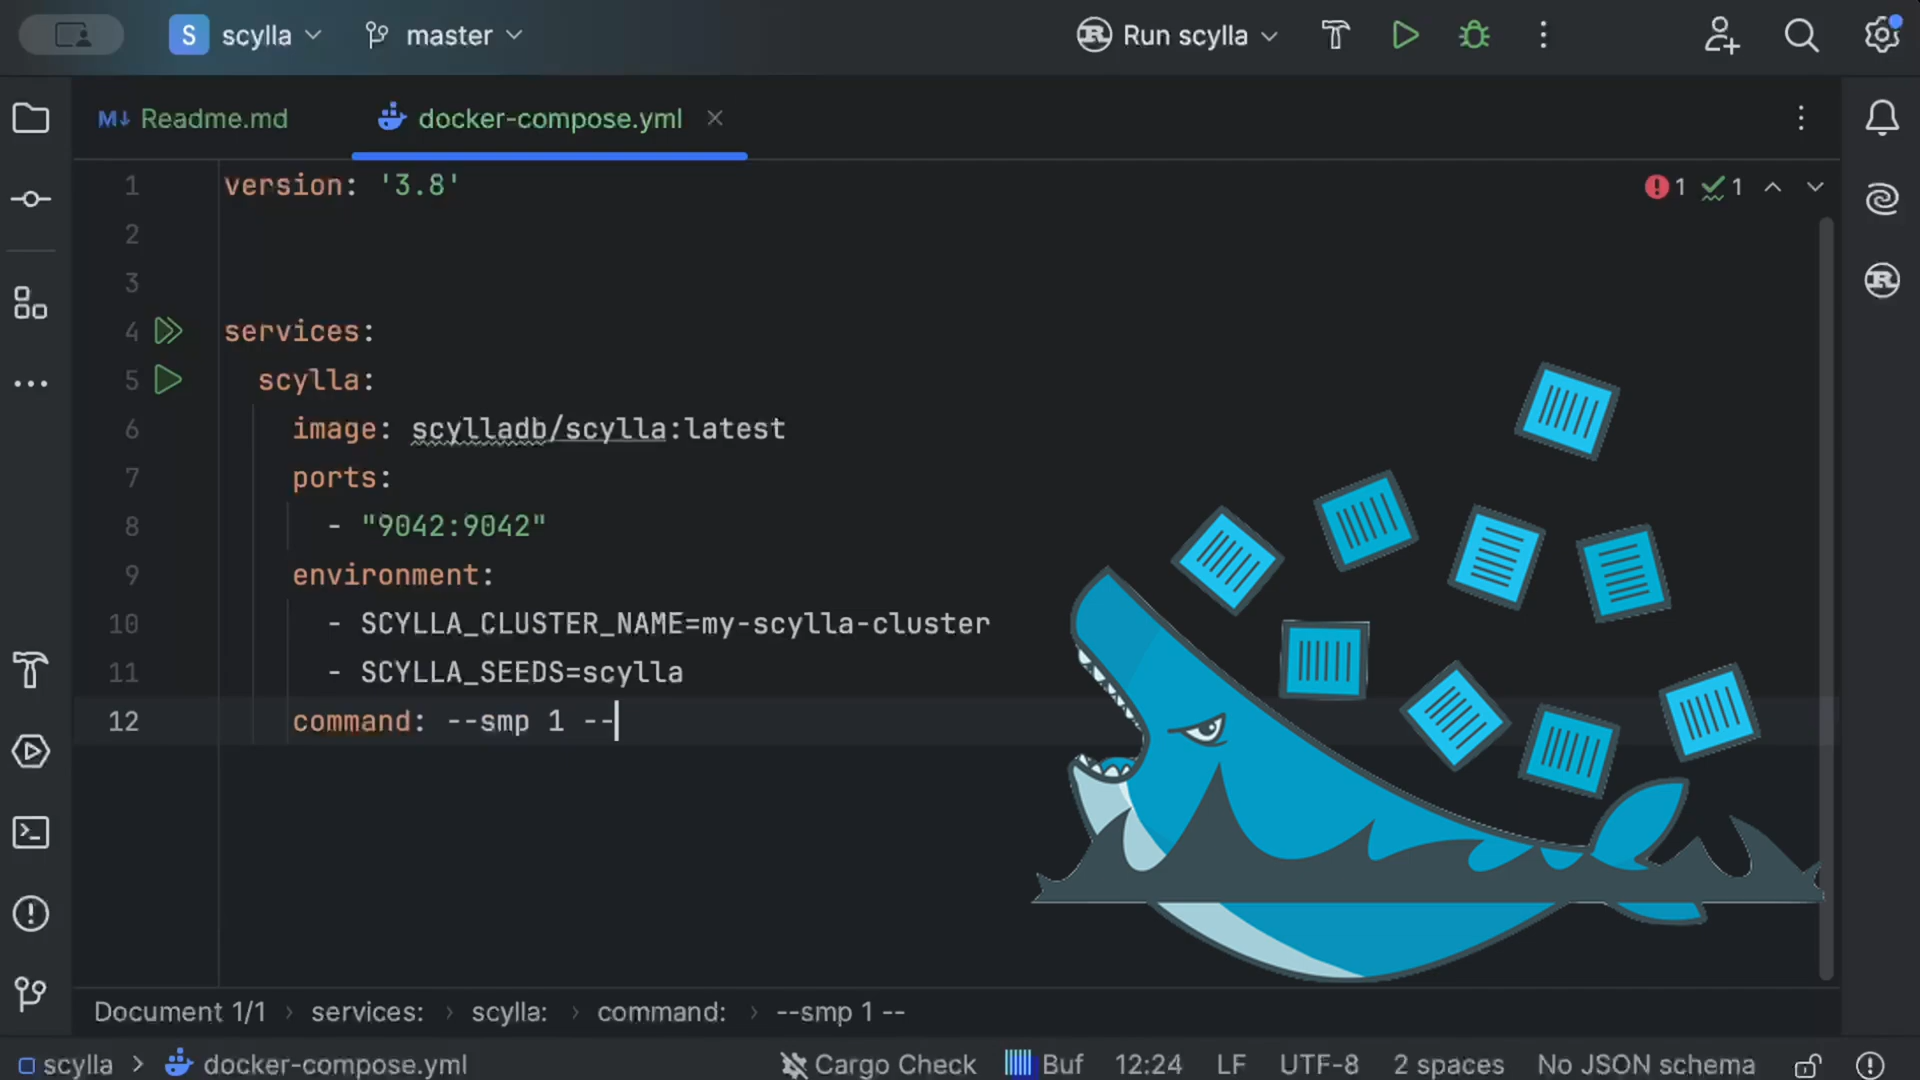 S scylla master Run scylla
M↓ Readme.md docker-compose.yml
1 version: '3.8' 1 1
2
3
4 services:
5 scylla:
6 image: scylladb/scylla:latest
7 ports:
8 - "9042:9042"
9 environment:
10 - SCYLLA_CLUSTER_NAME=my-scylla-cluster
11 - SCYLLA_SEEDS=scylla
12 command: --smp 1 --
Document 1/1 › services: › scylla: › command: › --smp 1 --
scylla > docker-compose.yml Cargo Check Buf 12:24 LF UTF-8 2 spaces No JSON schema